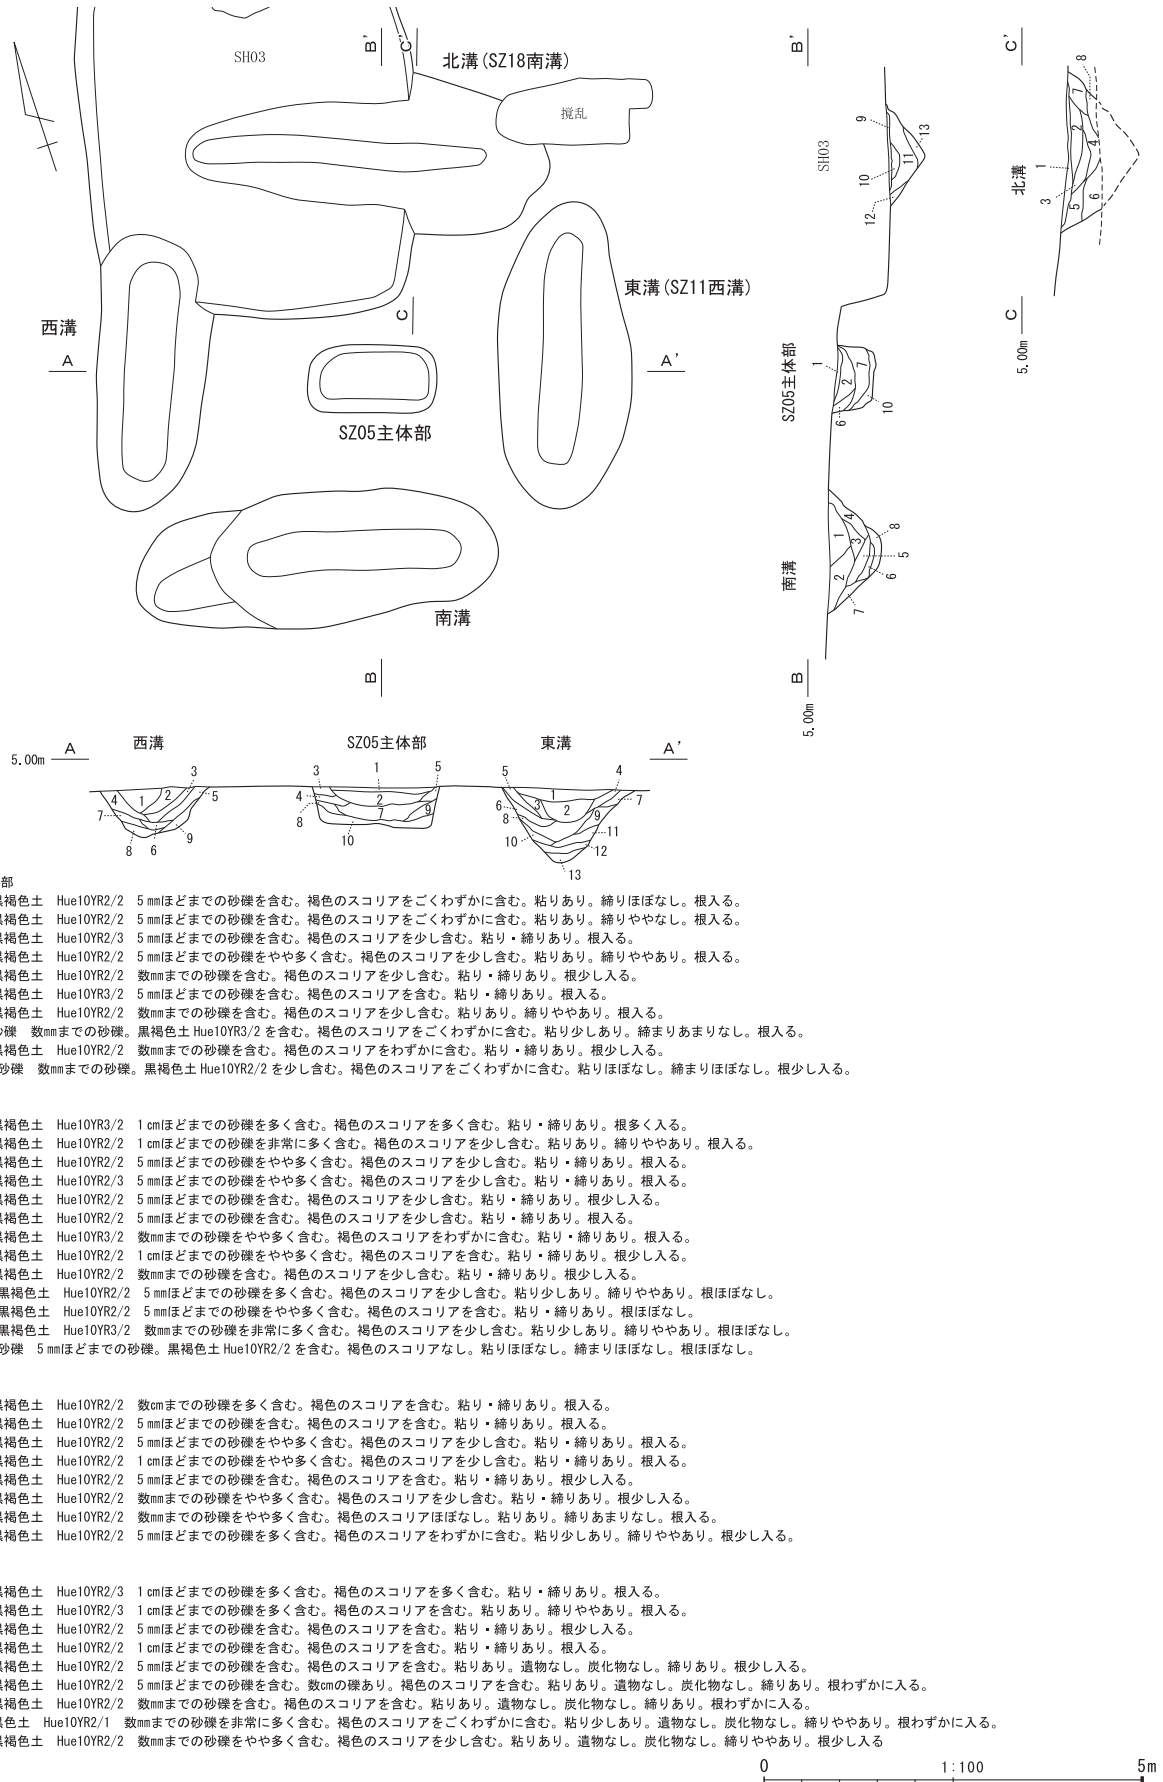 SH03
B'
C'
北溝(SZ18南溝)
撹乱
西溝
A
C
東溝(SZ11西溝)
A'
SZ05主体部
南溝
B
B'
SH03
9
13
11
10
12
SZ05主体部
1
2
7
6
10
南溝
4
1
3
8
5
2
6
7
B
5.00m
C'
8
7
2
4
1
北溝
3
5
6
C
5.00m
5.00m
A
西溝
SZ05主体部
東溝
A'
4 1 2 3 5 7 8 6 9
3 1 5 4 2 8 7 9 10
5 1 4 3 2 7 6 8 9 10 11 12 13
部
黒褐色土 Hue10YR2/2 5㎜ほどまでの砂礫を含む。褐色のスコリアをごくわずかに含む。粘りあり。締りほぼなし。根入る。
黒褐色土 Hue10YR2/2 5㎜ほどまでの砂礫を含む。褐色のスコリアをごくわずかに含む。粘りあり。締りややなし。根入る。
黒褐色土 Hue10YR2/3 5㎜ほどまでの砂礫を含む。褐色のスコリアを少し含む。粘り・締りあり。根入る。
黒褐色土 Hue10YR2/2 5㎜ほどまでの砂礫をやや多く含む。褐色のスコリアを少し含む。粘りあり。締りややあり。根入る。
黒褐色土 Hue10YR2/2 数㎜までの砂礫を含む。褐色のスコリアを少し含む。粘り・締りあり。根少し入る。
黒褐色土 Hue10YR3/2 5㎜ほどまでの砂礫を含む。褐色のスコリアを含む。粘り・締りあり。根入る。
黒褐色土 Hue10YR2/2 数㎜までの砂礫を含む。褐色のスコリアを少し含む。粘りあり。締りややあり。根入る。
砂礫 数㎜までの砂礫。黒褐色土 Hue10YR3/2 を含む。褐色のスコリアをごくわずかに含む。粘り少しあり。締まりあまりなし。根入る。
黒褐色土 Hue10YR2/2 数㎜までの砂礫を含む。褐色のスコリアをわずかに含む。粘り・締りあり。根少し入る。
砂礫 数㎜までの砂礫。黒褐色土 Hue10YR2/2 を少し含む。褐色のスコリアをごくわずかに含む。粘りほぼなし。締まりほぼなし。根少し入る。
黒褐色土 Hue10YR3/2 1㎝ほどまでの砂礫を多く含む。褐色のスコリアを多く含む。粘り・締りあり。根多く入る。
黒褐色土 Hue10YR2/2 1㎝ほどまでの砂礫を非常に多く含む。褐色のスコリアを少し含む。粘りあり。締りややあり。根入る。
黒褐色土 Hue10YR2/2 5㎜ほどまでの砂礫をやや多く含む。褐色のスコリアを少し含む。粘り・締りあり。根入る。
黒褐色土 Hue10YR2/3 5㎜ほどまでの砂礫をやや多く含む。褐色のスコリアを少し含む。粘り・締りあり。根入る。
黒褐色土 Hue10YR2/2 5㎜ほどまでの砂礫を含む。褐色のスコリアを少し含む。粘り・締りあり。根少し入る。
黒褐色土 Hue10YR2/2 5㎜ほどまでの砂礫を含む。褐色のスコリアを少し含む。粘り・締りあり。根入る。
黒褐色土 Hue10YR3/2 数㎜までの砂礫をやや多く含む。褐色のスコリアをわずかに含む。粘り・締りあり。根入る。
黒褐色土 Hue10YR2/2 1㎝ほどまでの砂礫をやや多く含む。褐色のスコリアを含む。粘り・締りあり。根少し入る。
黒褐色土 Hue10YR2/2 数㎜までの砂礫を含む。褐色のスコリアを少し含む。粘り・締りあり。根少し入る。
黒褐色土 Hue10YR2/2 5㎜ほどまでの砂礫を多く含む。褐色のスコリアを少し含む。粘り少しあり。締りややあり。根ほぼなし。
黒褐色土 Hue10YR2/2 5㎜ほどまでの砂礫をやや多く含む。褐色のスコリアを含む。粘り・締りあり。根ほぼなし。
黒褐色土 Hue10YR3/2 数㎜までの砂礫を非常に多く含む。褐色のスコリアを少し含む。粘り少しあり。締りややあり。根ほぼなし。
砂礫 5㎜ほどまでの砂礫。黒褐色土 Hue10YR2/2 を含む。褐色のスコリアなし。粘りほぼなし。締まりほぼなし。根ほぼなし。
黒褐色土 Hue10YR2/2 数㎝までの砂礫を多く含む。褐色のスコリアを含む。粘り・締りあり。根入る。
黒褐色土 Hue10YR2/2 5㎜ほどまでの砂礫を含む。褐色のスコリアを含む。粘り・締りあり。根入る。
黒褐色土 Hue10YR2/2 5㎜ほどまでの砂礫をやや多く含む。褐色のスコリアを少し含む。粘り・締りあり。根入る。
黒褐色土 Hue10YR2/2 1㎝ほどまでの砂礫をやや多く含む。褐色のスコリアを少し含む。粘り・締りあり。根入る。
黒褐色土 Hue10YR2/2 5㎜ほどまでの砂礫を含む。褐色のスコリアを含む。粘り・締りあり。根少し入る。
黒褐色土 Hue10YR2/2 数㎜までの砂礫をやや多く含む。褐色のスコリアを少し含む。粘り・締りあり。根少し入る。
黒褐色土 Hue10YR2/2 数㎜までの砂礫をやや多く含む。褐色のスコリアほぼなし。粘りあり。締りあまりなし。根入る。
黒褐色土 Hue10YR2/2 5㎜ほどまでの砂礫を多く含む。褐色のスコリアをわずかに含む。粘り少しあり。締りややあり。根少し入る。
黒褐色土 Hue10YR2/3 1㎝ほどまでの砂礫を多く含む。褐色のスコリアを多く含む。粘り・締りあり。根入る。
黒褐色土 Hue10YR2/3 1㎝ほどまでの砂礫を多く含む。褐色のスコリアを含む。粘りあり。締りややあり。根入る。
黒褐色土 Hue10YR2/2 5㎜ほどまでの砂礫を含む。褐色のスコリアを含む。粘り・締りあり。根少し入る。
黒褐色土 Hue10YR2/2 1㎝ほどまでの砂礫を含む。褐色のスコリアを含む。粘り・締りあり。根入る。
黒褐色土 Hue10YR2/2 5㎜ほどまでの砂礫を含む。褐色のスコリアを含む。粘りあり。遺物なし。炭化物なし。締りあり。根少し入る。
黒褐色土 Hue10YR2/2 5㎜ほどまでの砂礫を含む。数㎝の礫あり。褐色のスコリアを含む。粘りあり。遺物なし。炭化物なし。締りあり。根わずかに入る。
黒褐色土 Hue10YR2/2 数㎜までの砂礫を含む。褐色のスコリアを含む。粘りあり。遺物なし。炭化物なし。締りあり。根わずかに入る。
黒色土 Hue10YR2/1 数㎜までの砂礫を非常に多く含む。褐色のスコリアをごくわずかに含む。粘り少しあり。遺物なし。炭化物なし。締りややあり。根わずかに入る。
黒褐色土 Hue10YR2/2 数㎜までの砂礫をやや多く含む。褐色のスコリアを少し含む。粘りあり。遺物なし。炭化物なし。締りややあり。根少し入る
0 1:100 5m